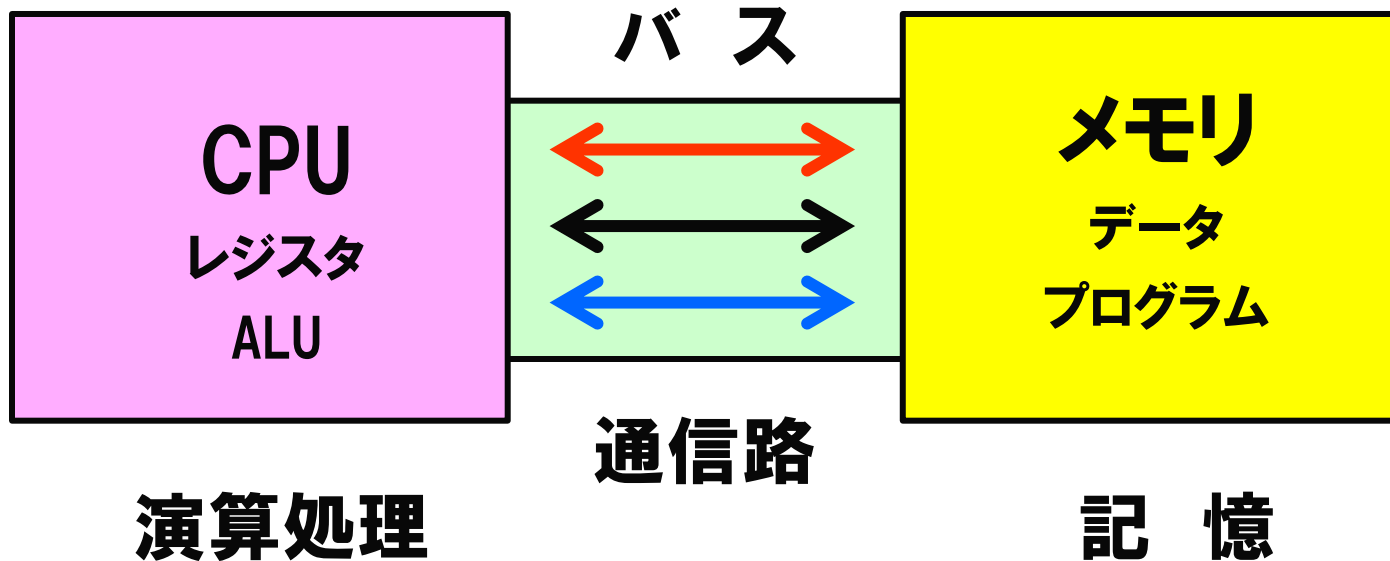 バス
CPU
レジスタ
ALU
メモリ
データ
プログラム
通信路
演算処理
記憶